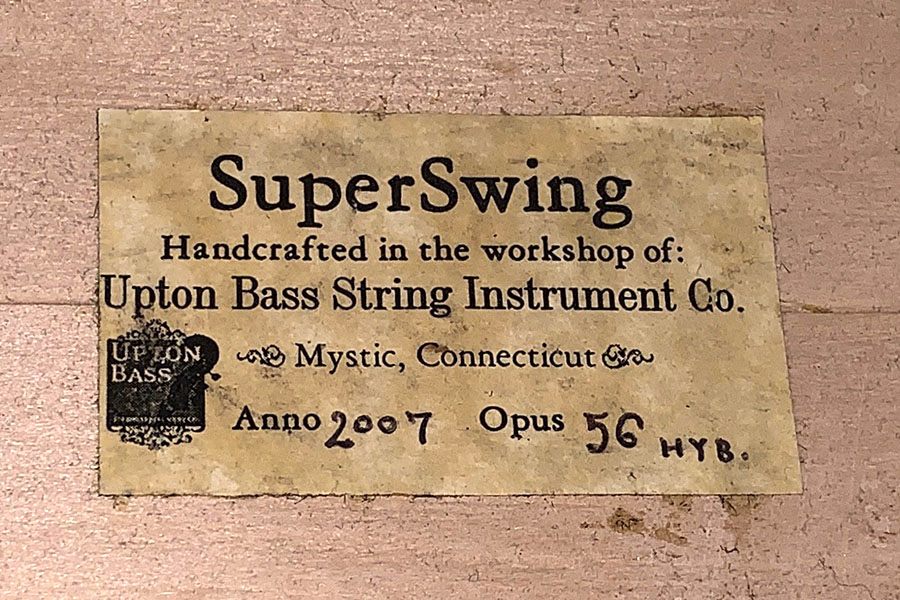 SuperSwing
Handcrafted in the workshop of:
Upton Bass String Instrument Co.
Mystic, Connecticut
UPTON
BASS
Anno 2007 Opus 56 HYB.